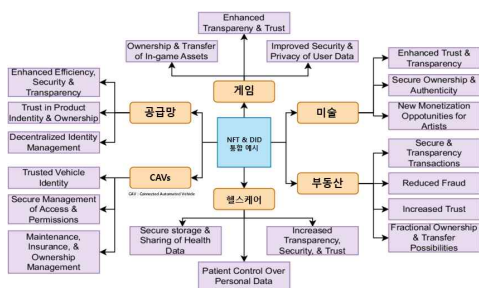 Enhanced
Transpareny & Trust
Ownership & Transfer
of In-game Assets
Improved Security &
Privacy of User Data
게임
Enhanced Efficiency,
Security &
Transparency
Trust in Product
Indentity & Ownership
Decentralized Identity
Management
공급망
미술
Enhanced Trust &
Transparency
Secure Ownership &
Authenticity
New Monetization
Opportunities for
Artists
NFT & DID
통합 예시
Trusted Vehicle
Identity
Secure Management
of Access &
Permissions
Maintenance,
Insurance, &
Ownership
Management
CAVs
CAV : Connected Automated Vehicle
부동산
Secure &
Transparency
Transactions
Reduced Fraud
Increased Trust
Fractional Ownership
& Transfer
Possibilities
헬스케어
Secure storage &
Sharing of Health
Data
Increased
Transparency,
Security, & Trust
Patient Control Over
Personal Data